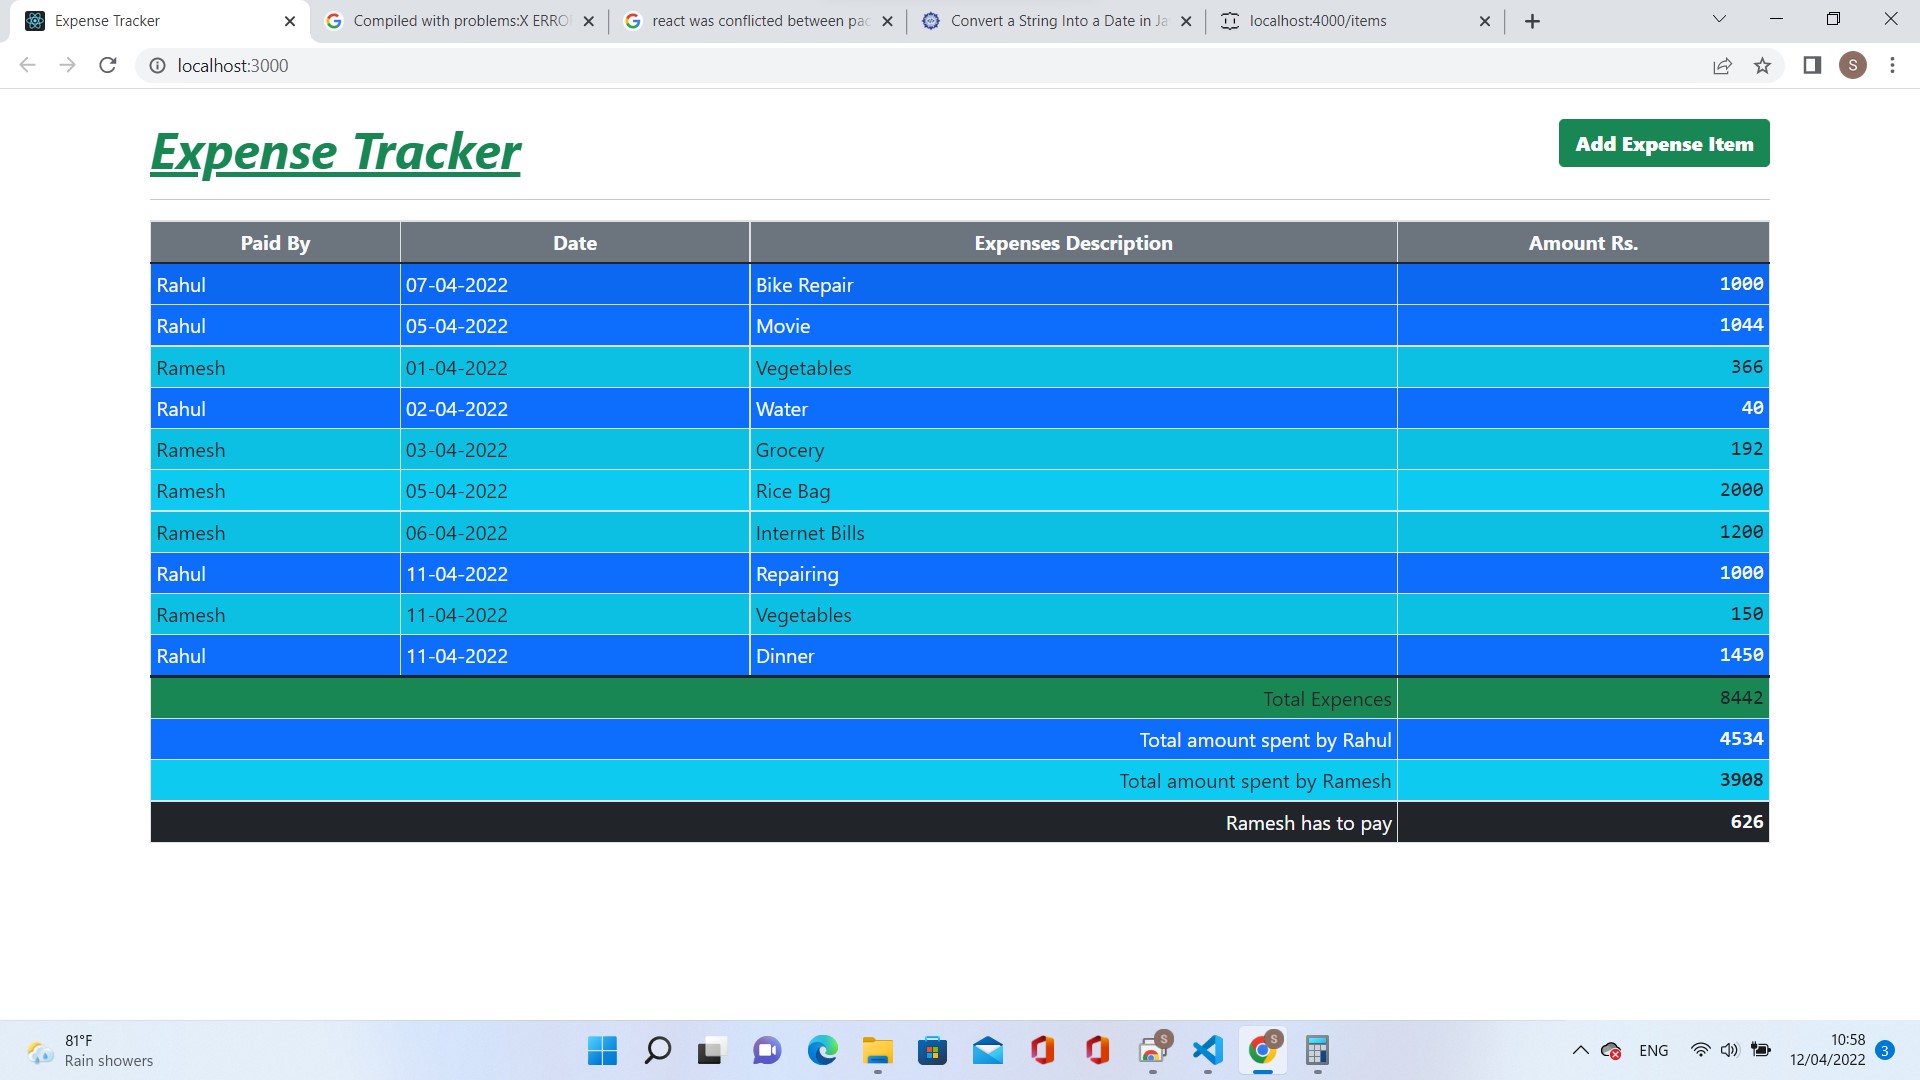 Expense Tracker
Compiled with problems:X ERRO
react was conflicted between pac
Convert a String Into a Date in Ja
localhost:4000/items
localhost:3000
S
Expense Tracker
Add Expense Item
Paid By Date Expenses Description Amount Rs.
Rahul 07-04-2022 Bike Repair 1000
Rahul 05-04-2022 Movie 1044
Ramesh 01-04-2022 Vegetables 366
Rahul 02-04-2022 Water 40
Ramesh 03-04-2022 Grocery 192
Ramesh 05-04-2022 Rice Bag 2000
Ramesh 06-04-2022 Internet Bills 1200
Rahul 11-04-2022 Repairing 1000
Ramesh 11-04-2022 Vegetables 150
Rahul 11-04-2022 Dinner 1450
Total Expences 8442
Total amount spent by Rahul 4534
Total amount spent by Ramesh 3908
Ramesh has to pay 626
81°F
Rain showers
S
S
ENG
10:58
12/04/2022
3